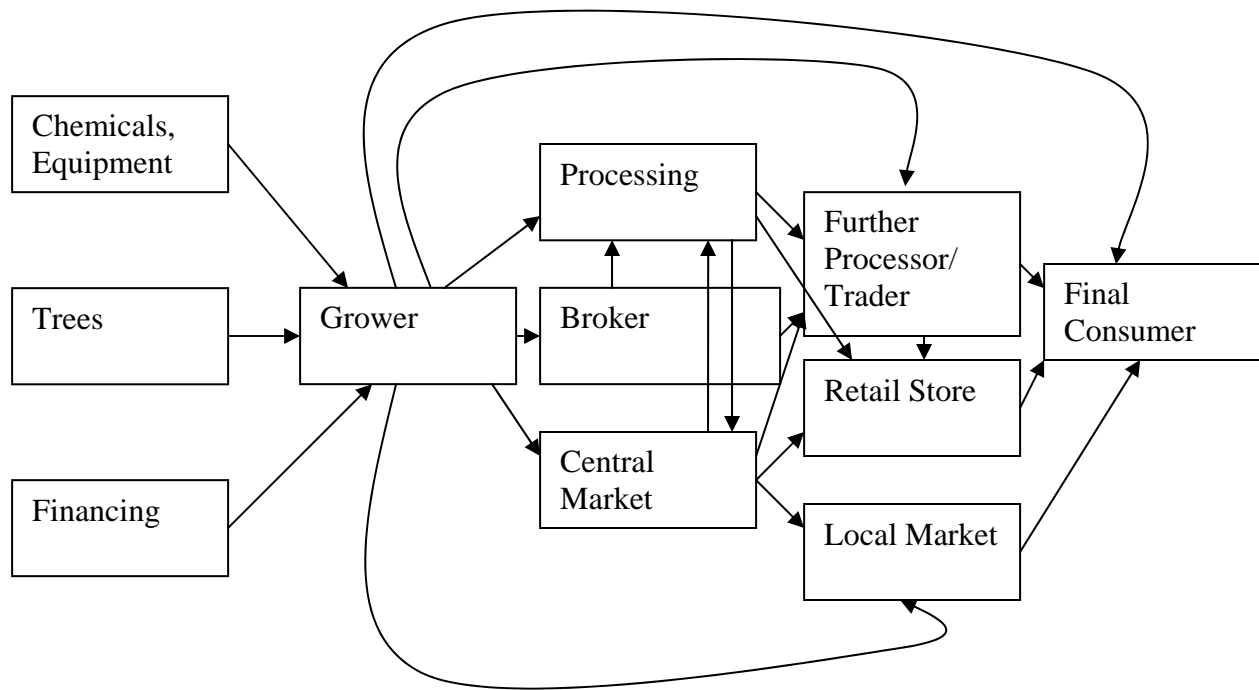 Chemicals,
Equipment
Trees
Financing
Grower
Processing
Broker
Central
Market
Further
Processor/
Trader
Retail Store
Local Market
Final
Consumer